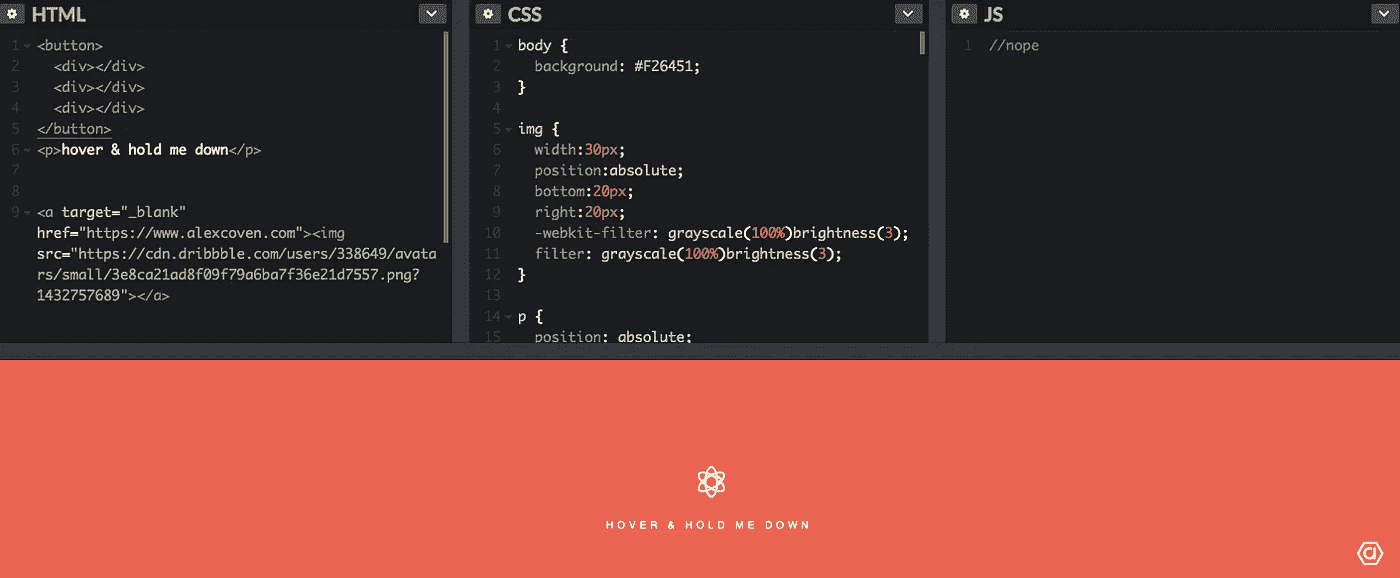 HTML
1 <button>
2 <div></div>
3 <div></div>
4 <div></div>
5 </button>
6 <p>hover & hold me down</p>
7
8
9 <a target="_blank"
href="https://www.alexcoven.com"><img
src="https://cdn.dribbble.com/users/338649/avata
rs/small/3e8ca21ad8f09f79a6ba7f36e21d7557.png?
1432757689"></a>
CSS
1 body {
2 background: #F26451;
3 }
4
5 img {
6 width:30px;
7 position:absolute;
8 bottom:20px;
9 right:20px;
10 -webkit-filter: grayscale(100%)brightness(3);
11 filter: grayscale(100%)brightness(3);
12 }
13
14 p {
15 position: absolute;
JS
1 //nope
HOVER & HOLD ME DOWN